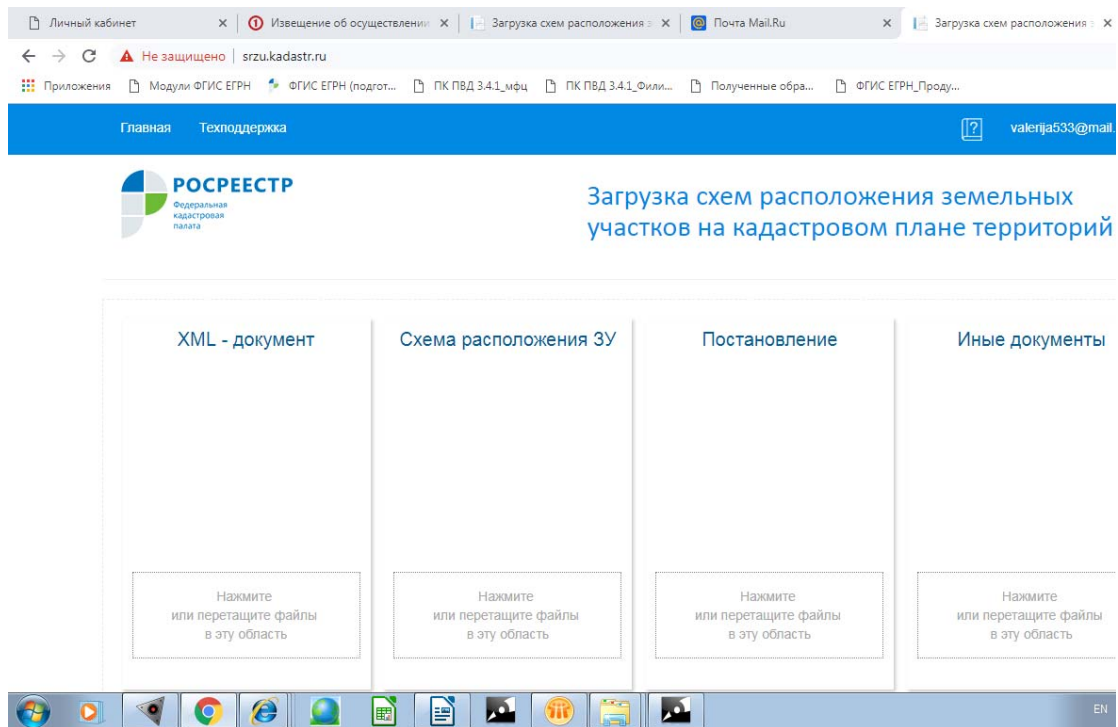 Личный кабинет
Извещение об осуществлении
Загрузка схем расположения з
Почта Mail.Ru
Загрузка схем расположения з
Не защищено | srzu.kadastr.ru
Приложения Модули ФГИС ЕГРН ФГИС ЕГРН (подгот... ПК ПВД 3.4.1_мфц ПК ПВД 3.4.1_Фили... Полученные обра... ФГИС ЕГРН_Проду...
Главная Техподдержка valerija533@mail.
РОСРЕЕСТР
Федеральная
кадастровая
палата
Загрузка схем расположения земельных
участков на кадастровом плане территорий
XML - документ
Нажмите
или перетащите файлы
в эту область
Схема расположения ЗУ
Нажмите
или перетащите файлы
в эту область
Постановление
Нажмите
или перетащите файлы
в эту область
Иные документы
Нажмите
или перетащите файлы
в эту область
EN